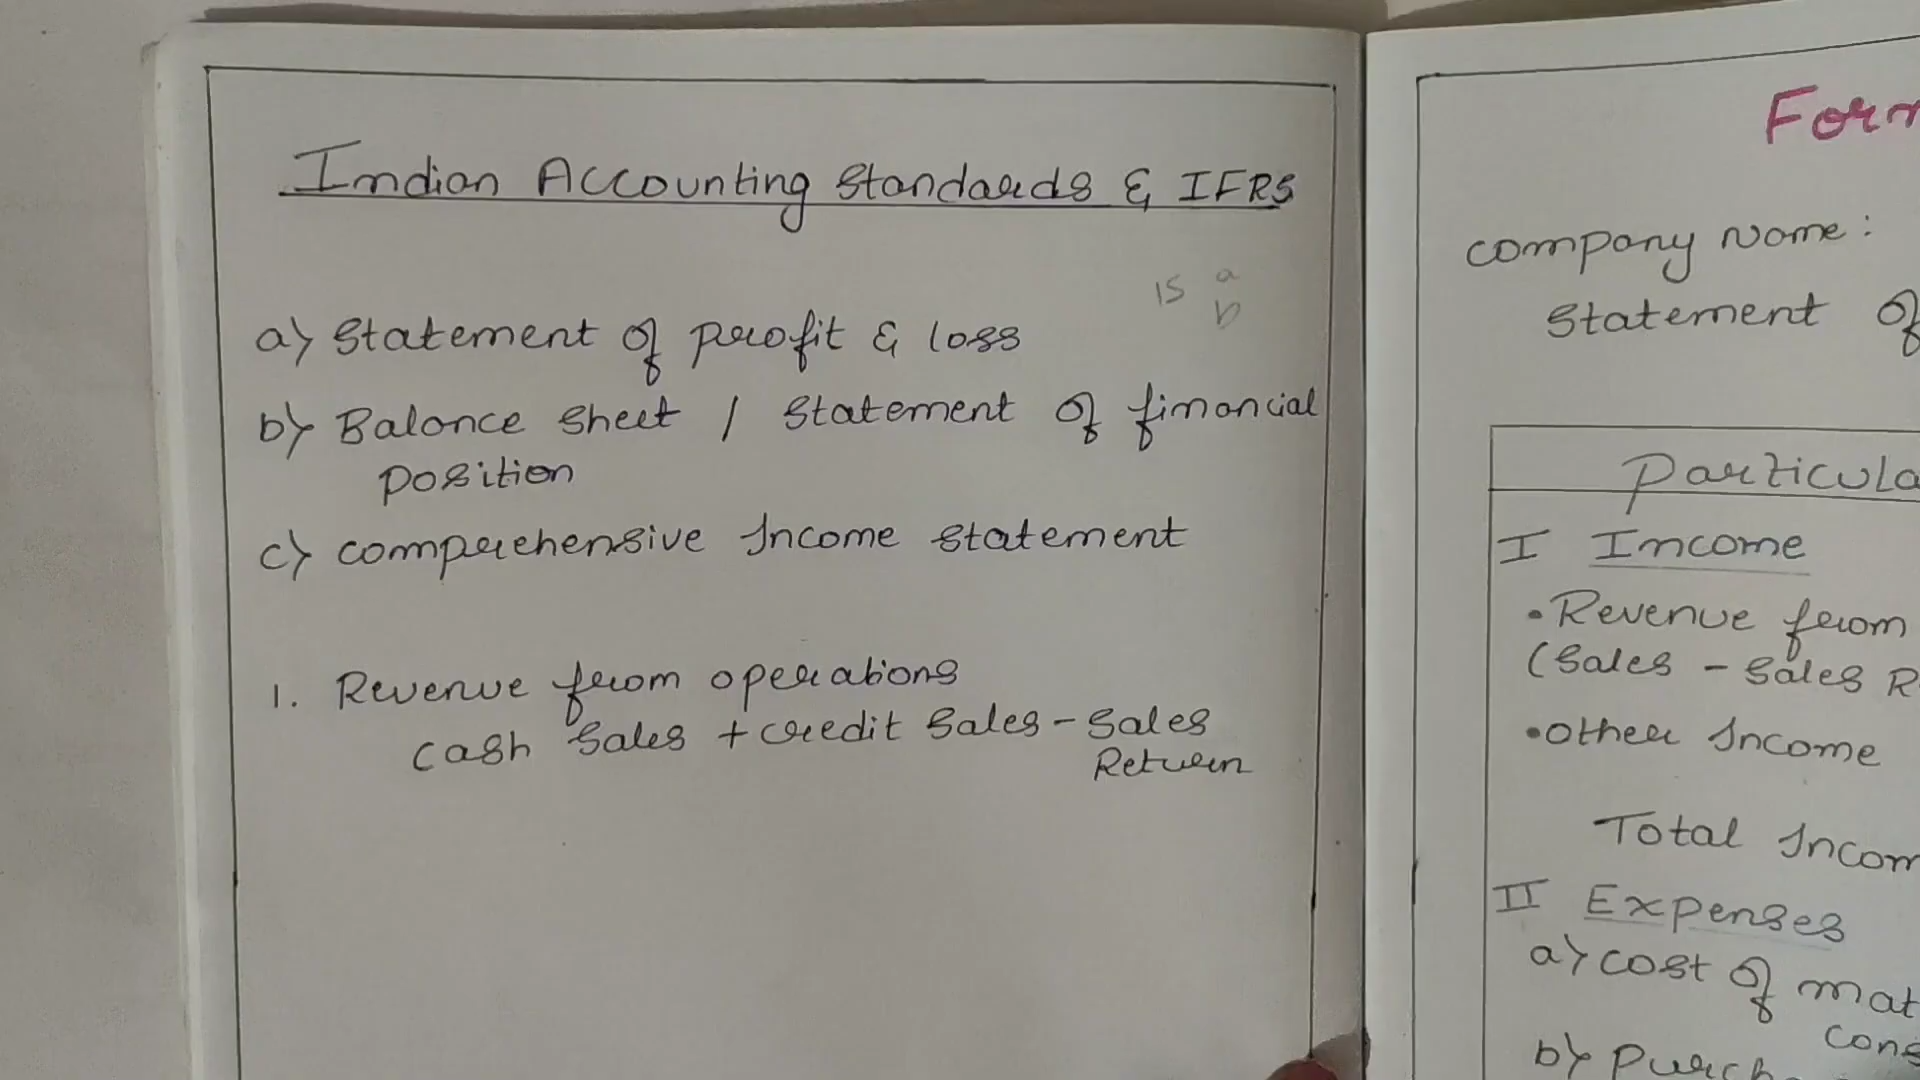 Indian Accounting Standards & IFRS
15 a
b
a) Statement of profit & loss
b) Balance sheet / Statement of financial
position
c) comprehensive Income statement
1. Revenue from operations
cash sales + credit sales - sales
Return
Form
company Name:
Statement of
Particula
I Income
• Revenue from
(Sales - Sales R
• other Income
Total Incom
II Expenses
a) cost of mat
cons
b) purch